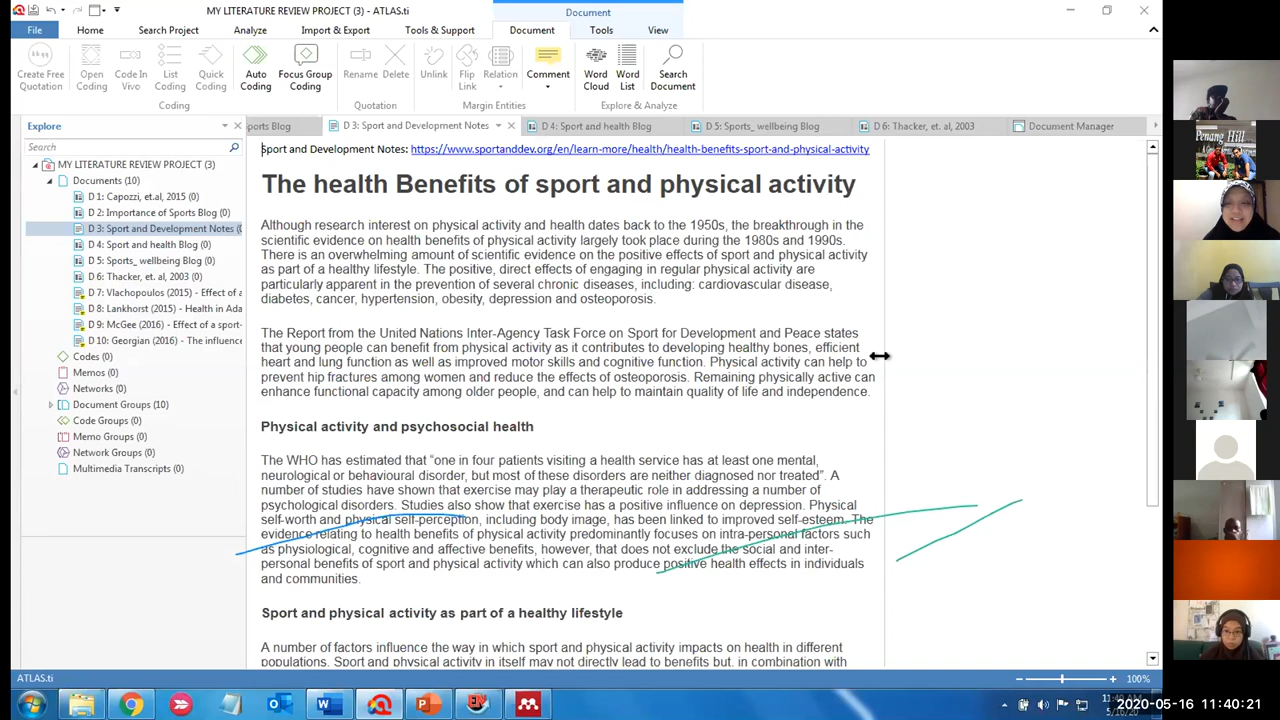 MY LITERATURE REVIEW PROJECT (3) - ATLAS.ti
Document
File
Home
Search Project
Analyze
Import & Export
Tools & Support
Document
Tools
View
Create Free Quotation
Open Coding
Code In Vivo
List Coding
Quick Coding
Auto Coding
Focus Group Coding
Rename
Delete
Unlink
Flip Link
Relation
Comment
Word Cloud
Word List
Search Document
Coding
Quotation
Margin Entities
Explore & Analyze
Explore
ports Blog
D 3: Sport and Development Notes
D 4: Sport and health Blog
D 5: Sports_ wellbeing Blog
D 6: Thacker, et. al, 2003
Document Manager
Search
MY LITERATURE REVIEW PROJECT (3)
Documents (10)
D 1: Capozzi, et al, 2015 (0)
D 2: Importance of Sports Blog (0)
D 3: Sport and Development Notes (0
D 4: Sport and health Blog (0)
D 5: Sports_ wellbeing Blog (0)
D 6: Thacker, et. al, 2003 (0)
D 7: Vlachopoulos (2015) - Effect of a
D 8: Lankhorst (2015) - Health in Ada
D 9: McGee (2016) - Effect of a sport-
D 10: Georgian (2016) - The influence
Codes (0)
Memos (0)
Networks (0)
Document Groups (10)
Code Groups (0)
Memo Groups (0)
Network Groups (0)
Multimedia Transcripts (0)
Sport and Development Notes: https://www.sportanddev.org/en/learn-more/health/health-benefits-sport-and-physical-activity
The health Benefits of sport and physical activity
Although research interest on physical activity and health dates back to the 1950s, the breakthrough in the
scientific evidence on health benefits of physical activity largely took place during the 1980s and 1990s.
There is an overwhelming amount of scientific evidence on the positive effects of sport and physical activity
as part of a healthy lifestyle. The positive, direct effects of engaging in regular physical activity are
particularly apparent in the prevention of several chronic diseases, including: cardiovascular disease,
diabetes, cancer, hypertension, obesity, depression and osteoporosis.
The Report from the United Nations Inter-Agency Task Force on Sport for Development and Peace states
that young people can benefit from physical activity as it contributes to developing healthy bones, efficient
heart and lung function as well as improved motor skills and cognitive function. Physical activity can help to
prevent hip fractures among women and reduce the effects of osteoporosis. Remaining physically active can
enhance functional capacity among older people, and can help to maintain quality of life and independence.
Physical activity and psychosocial health
The WHO has estimated that “one in four patients visiting a health service has at least one mental,
neurological or behavioural disorder, but most of these disorders are neither diagnosed nor treated”. A
number of studies have shown that exercise may play a therapeutic role in addressing a number of
psychological disorders. Studies also show that exercise has a positive influence on depression. Physical
self-worth and physical self-perception, including body image, has been linked to improved self-esteem. The
evidence relating to health benefits of physical activity predominantly focuses on intra-personal factors such
as physiological, cognitive and affective benefits, however, that does not exclude the social and inter-
personal benefits of sport and physical activity which can also produce positive health effects in individuals
and communities.
Sport and physical activity as part of a healthy lifestyle
A number of factors influence the way in which sport and physical activity impacts on health in different
populations. Sport and physical activity in itself may not directly lead to benefits but, in combination with
ATLAS.ti
100%
2020-05-16 11:40:21
PENANG HILL